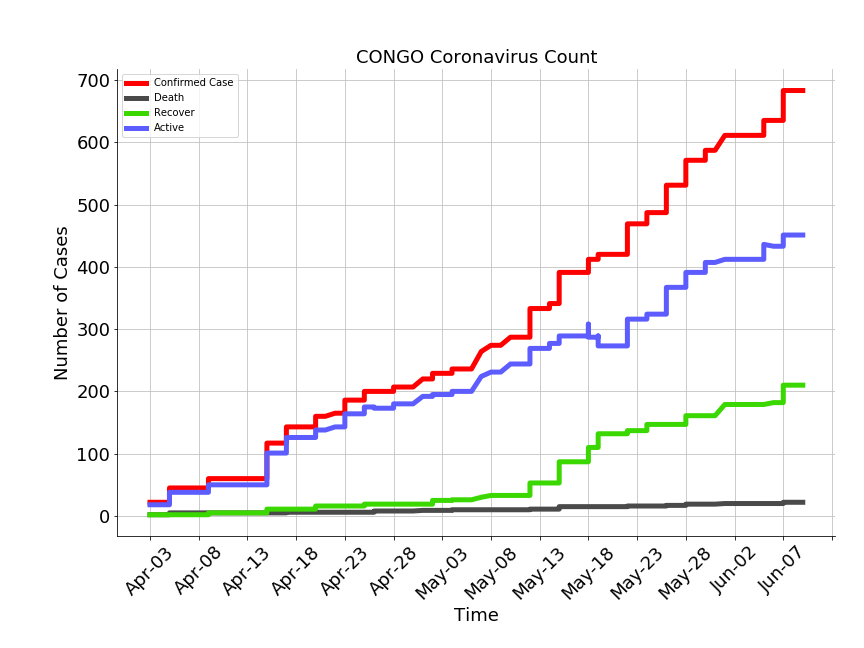 CONGO Coronavirus Count
Confirmed Case
Death
Recover
Active
700
600
500
400
300
200
100
0
Number of Cases
Apr-03
Apr-08
Apr-13
Apr-18
Apr-23
Apr-28
May-03
May-08
May-13
May-18
May-23
May-28
Jun-02
Jun-07
Time